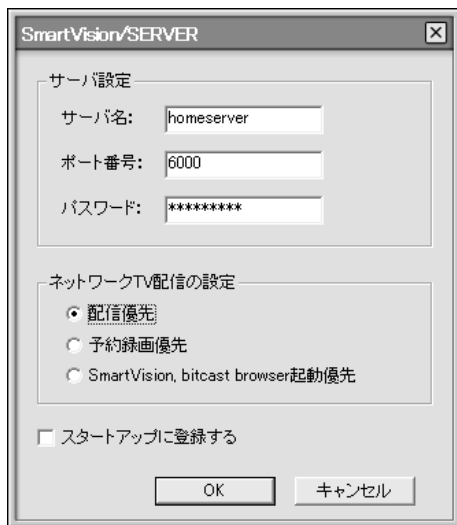 SmartVision/SERVER
サーバ設定
サーバ名: homeserver
ポート番号: 6000
パスワード: *********
ネットワークTV配信の設定
配信優先
予約録画優先
SmartVision, bitcast browser起動優先
スタートアップに登録する
OK キャンセル